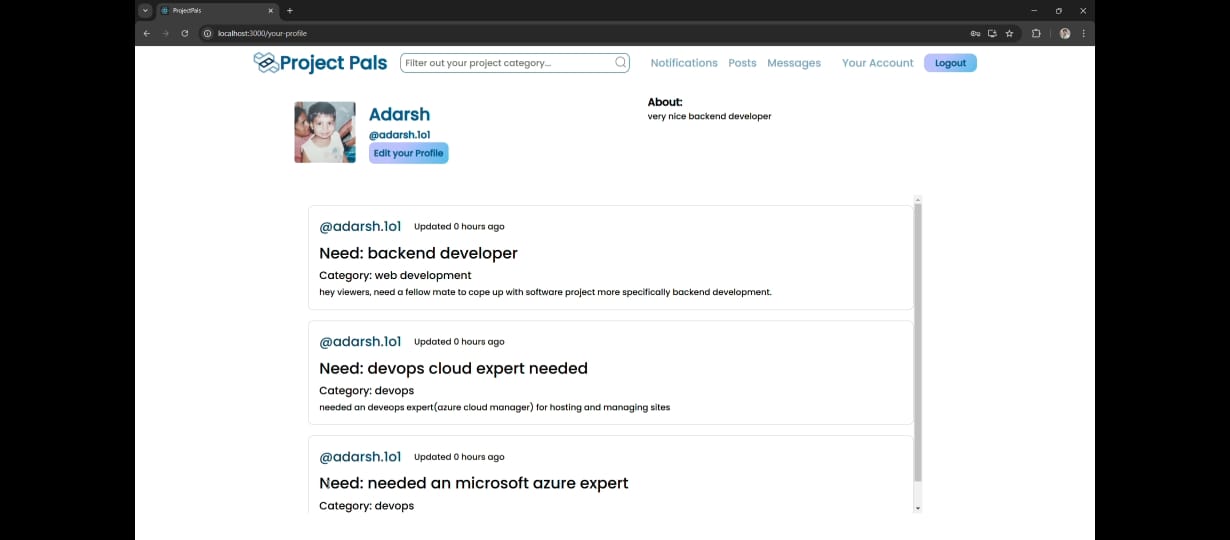 ProjectPals
localhost:3000/your-profile
Project Pals
Filter out your project category...
Notifications Posts Messages Your Account Logout
Adarsh
@adarsh.1o1
Edit your Profile
About:
very nice backend developer
@adarsh.1o1 Updated 0 hours ago
Need: backend developer
Category: web development
hey viewers, need a fellow mate to cope up with software project more specifically backend development.
@adarsh.1o1 Updated 0 hours ago
Need: devops cloud expert needed
Category: devops
needed an deveops expert(azure cloud manager) for hosting and managing sites
@adarsh.1o1 Updated 0 hours ago
Need: needed an microsoft azure expert
Category: devops